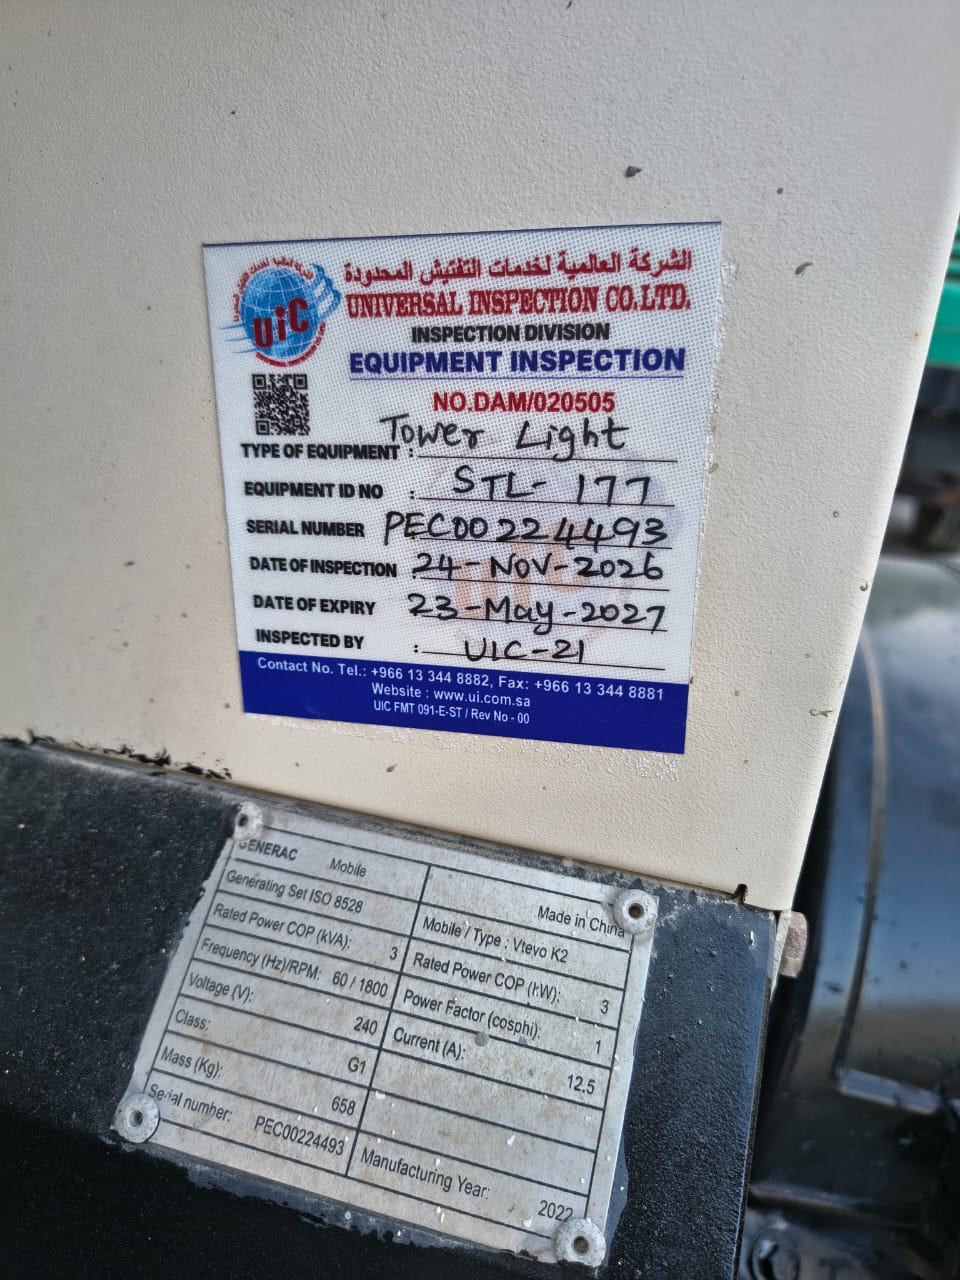 UiC
الشركة العالمية لخدمات التفتيش المحدودة
UNIVERSAL INSPECTION CO.LTD.
INSPECTION DIVISION
EQUIPMENT INSPECTION
NO.DAM/020505
TYPE OF EQUIPMENT : Tower Light
EQUIPMENT ID NO : STL-177
SERIAL NUMBER PEC00224493
DATE OF INSPECTION : 24-Nov-2026
DATE OF EXPIRY 23-May-2027
INSPECTED BY : UIC-21
Contact No. Tel.: +966 13 344 8882, Fax: +966 13 344 8881
Website : www.ui.com.sa
UIC FMT 091-E-ST / Rev No - 00
GENERAC Mobile Made in China
Generating Set ISO 8528 Mobile / Type : Vtevo K2
Rated Power COP (kVA): 3 Rated Power COP (kW): 3
Frequency (Hz)/RPM: 60 / 1800 Power Factor (cosphi): 1
Voltage (V): 240 Current (A): 12.5
Class: G1
Mass (Kg): 658
Serial number: PEC00224493 Manufacturing Year: 2022